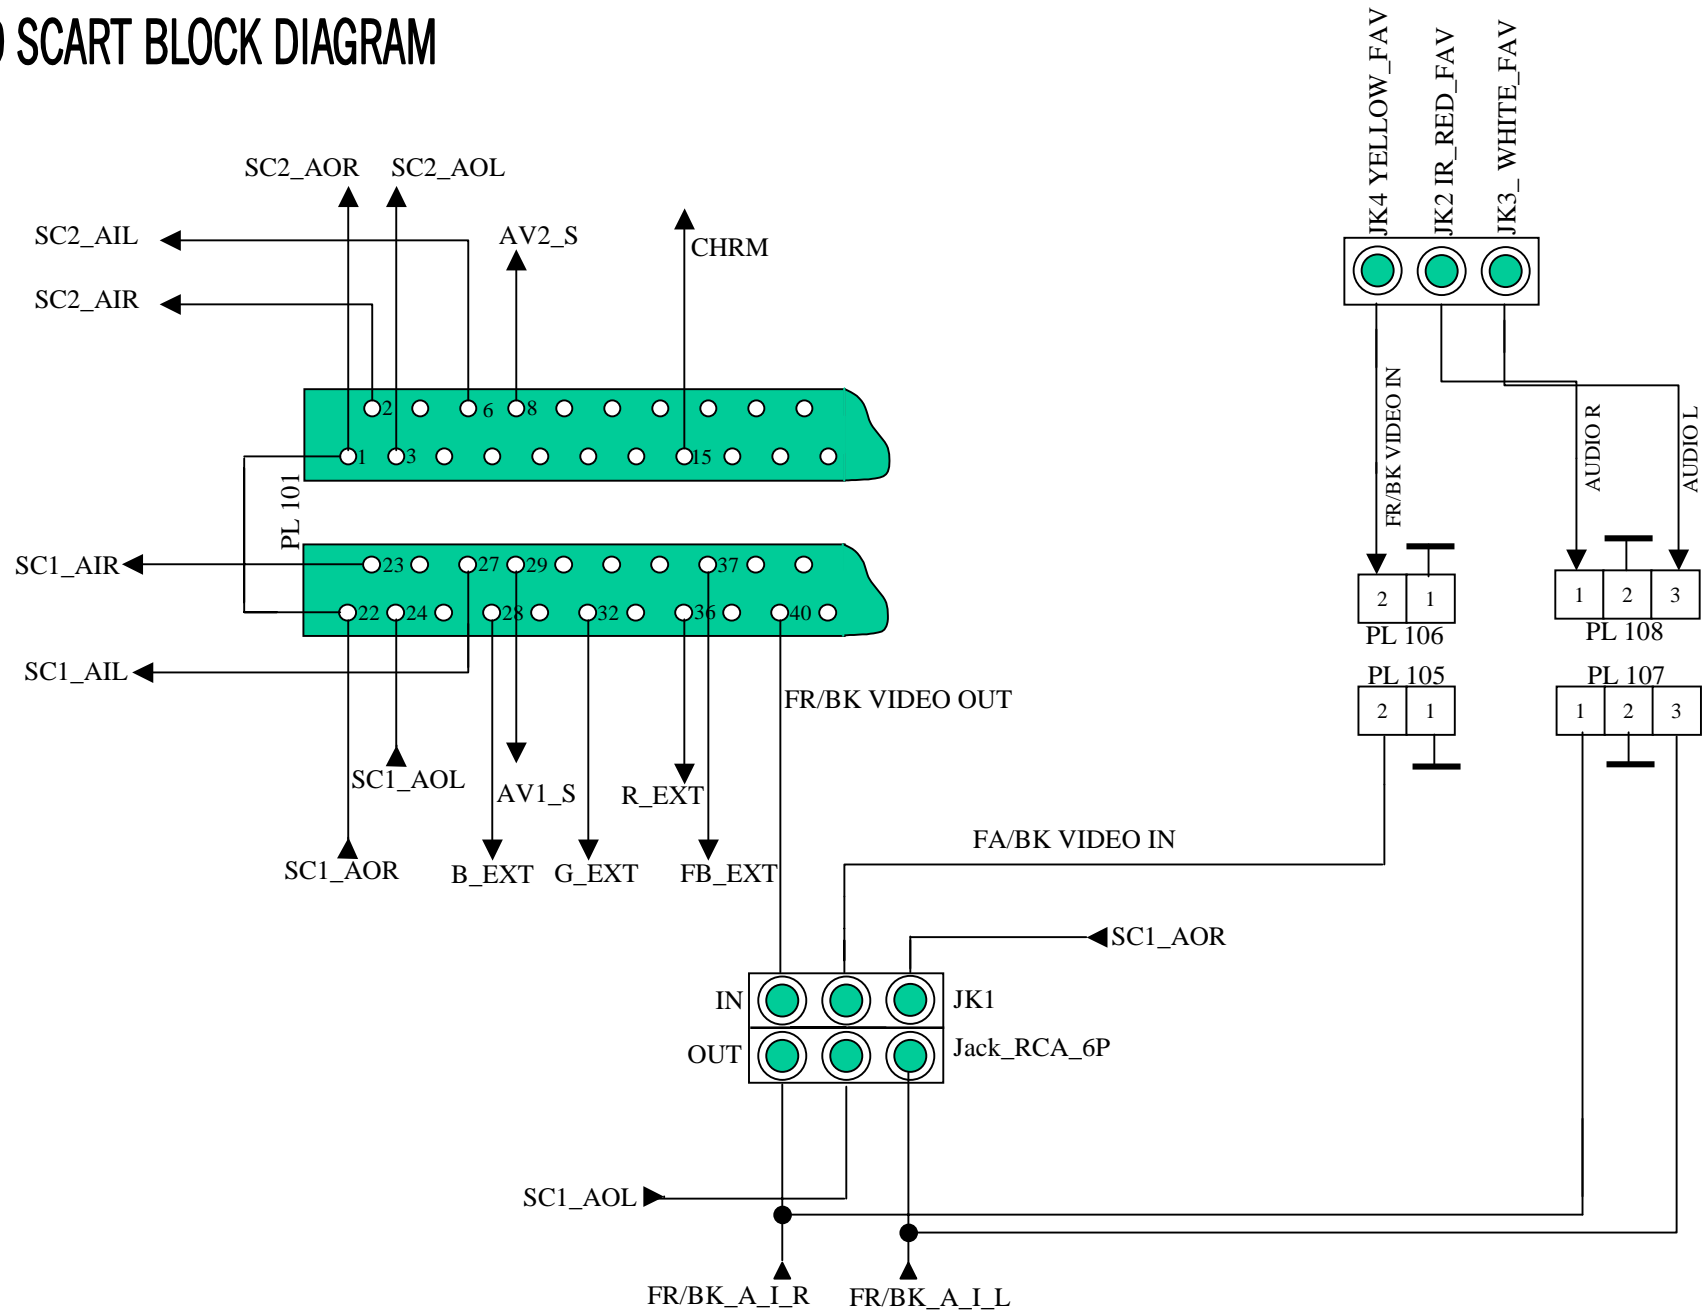 SCART BLOCK DIAGRAM
JK4 YELLOW_FAV
JK2 IR_RED_FAV
JK3_ WHITE_FAV
SC2_AOR
SC2_AOL
SC2_AIL
AV2_S
CHRM
SC2_AIR
FR/BK VIDEO IN
AUDIO R
AUDIO L
2
6
8
1
3
15
PL 101
SC1_AIR
23
27
29
37
22
24
28
32
36
40
2
1
1
2
3
PL 106
PL 108
SC1_AIL
PL 105
PL 107
2
1
1
2
3
FR/BK VIDEO OUT
SC1_AOL
AV1_S
R_EXT
SC1_AOR
B_EXT
G_EXT
FB_EXT
FA/BK VIDEO IN
SC1_AOR
IN
JK1
OUT
Jack_RCA_6P
SC1_AOL
FR/BK_A_I_R
FR/BK_A_I_L